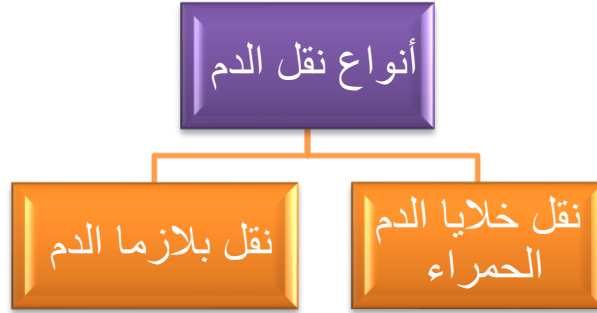 أنواع نقل الدم
نقل خلايا الدم
الحمراء
نقل بلازما الدم